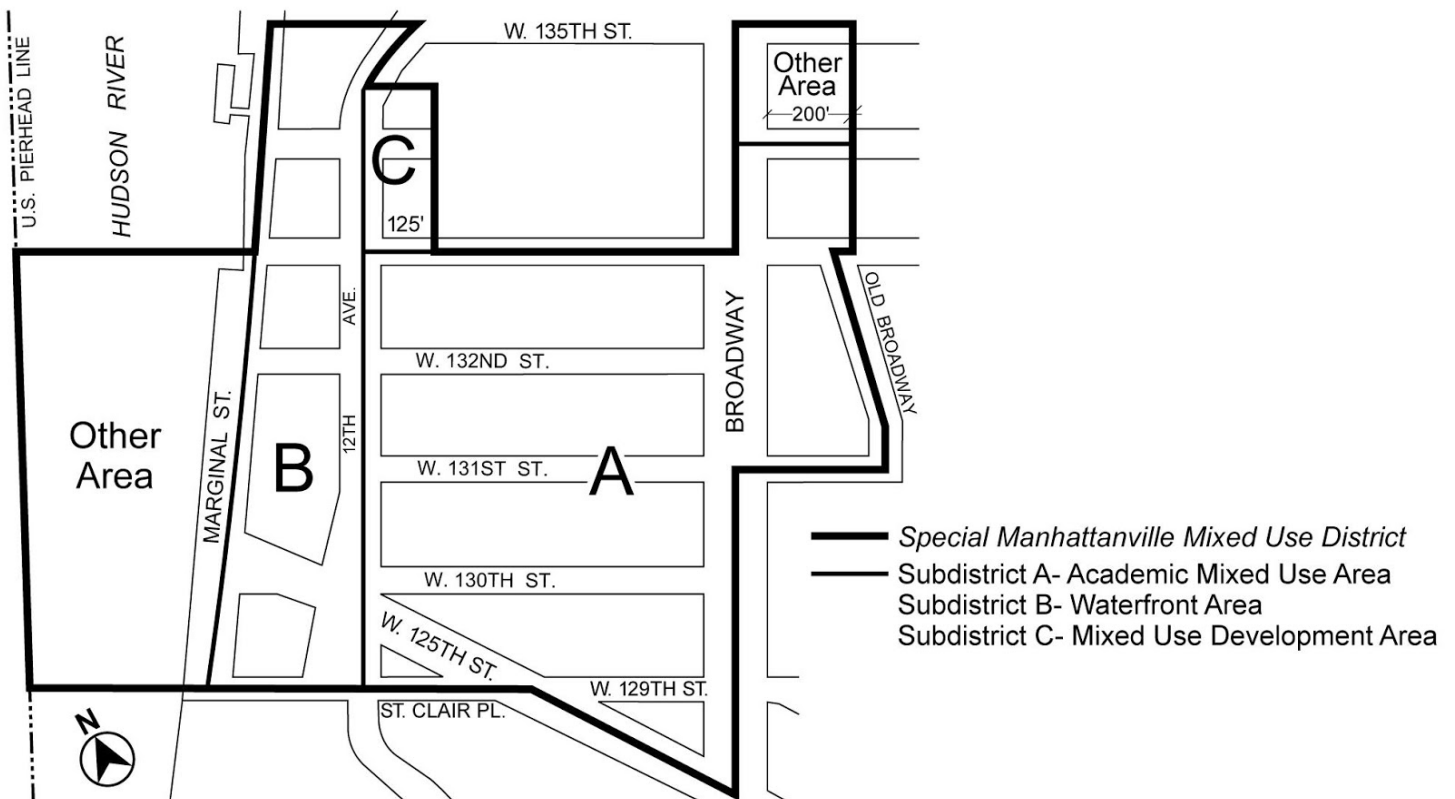 U.S. PIERHEAD LINE
HUDSON RIVER
W. 135TH ST.
Other
Area
200'
C
125'
AVE.
12TH
W. 132ND ST.
BROADWAY
OLD BROADWAY
Other
Area
MARGINAL ST.
B
W. 131ST ST.
A
W. 130TH ST.
W. 125TH ST.
W. 129TH ST.
ST. CLAIR PL.
N
Special Manhattanville Mixed Use District
Subdistrict A- Academic Mixed Use Area
Subdistrict B- Waterfront Area
Subdistrict C- Mixed Use Development Area